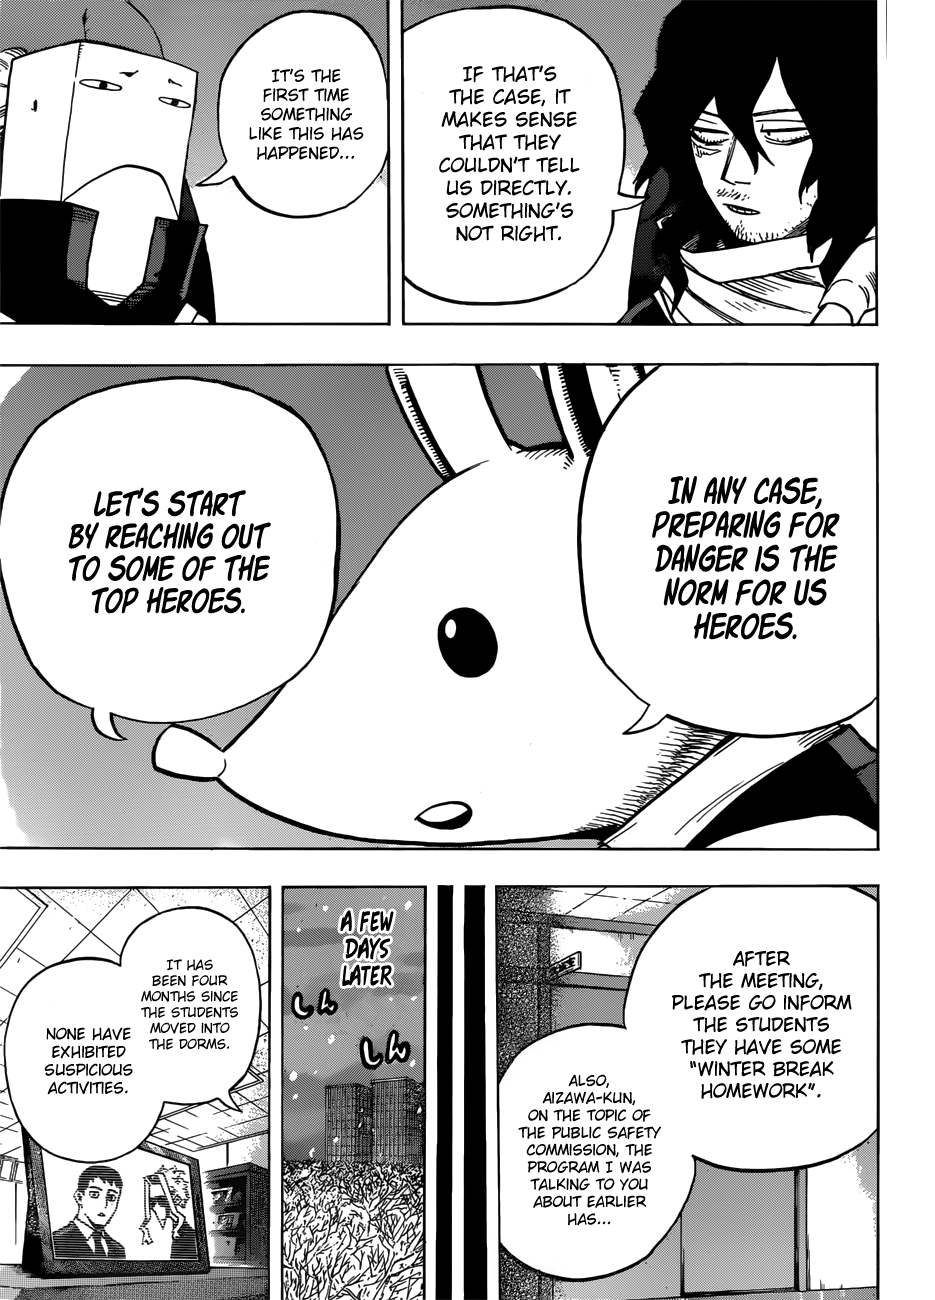 IF THAT'S
THE CASE, IT
MAKES SENSE
THAT THEY
COULDN'T TELL
US DIRECTLY.
SOMETHING'S
NOT RIGHT.
IT'S THE
FIRST TIME
SOMETHING
LIKE THIS HAS
HAPPENED...
IN ANY CASE,
PREPARING FOR
DANGER IS THE
NORM FOR US
HEROES.
LET'S START
BY REACHING OUT
TO SOME OF THE
TOP HEROES.
AFTER
THE MEETING,
PLEASE GO INFORM
THE STUDENTS
THEY HAVE SOME
"WINTER BREAK
HOMEWORK".
ALSO,
AIZAWA-KUN,
ON THE TOPIC OF
THE PUBLIC SAFETY
COMMISSION, THE
PROGRAM I WAS
TALKING TO YOU
ABOUT EARLIER
HAS...
A FEW
DAYS
LATER
しん
しん
IT HAS
BEEN FOUR
MONTHS SINCE
THE STUDENTS
MOVED INTO
THE DORMS.
NONE HAVE
EXHIBITED
SUSPICIOUS
ACTIVITIES.